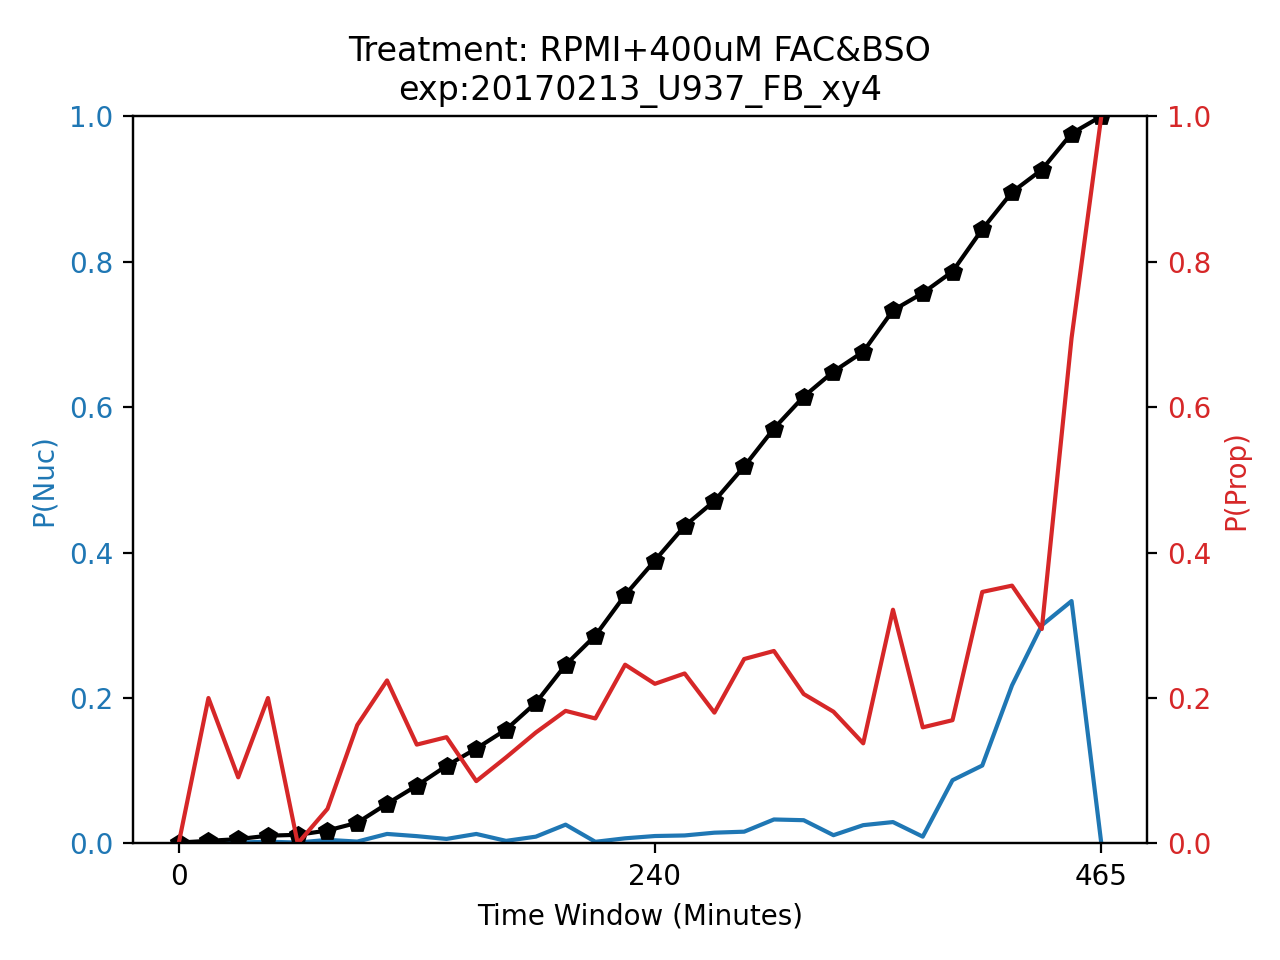 Treatment: RPMI+400uM FAC&BSO
exp:20170213_U937_FB_xy4
1.0
0.8
0.6
0.4
0.2
0.0
P(Nuc)
1.0
0.8
0.6
0.4
0.2
0.0
P(Prop)
0 240 465
Time Window (Minutes)